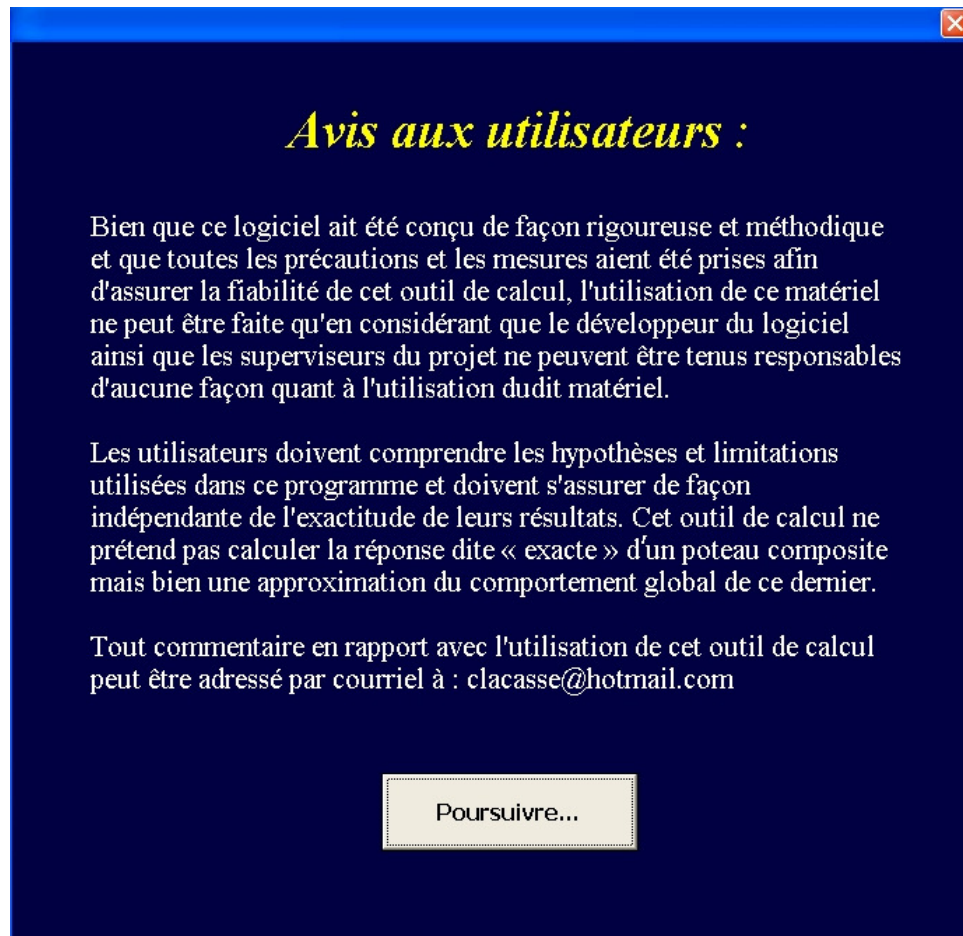 Avis aux utilisateurs :
Bien que ce logiciel ait été conçu de façon rigoureuse et méthodique
et que toutes les précautions et les mesures aient été prises afin
d'assurer la fiabilité de cet outil de calcul, l'utilisation de ce matériel
ne peut être faite qu'en considérant que le développeur du logiciel
ainsi que les superviseurs du projet ne peuvent être tenus responsables
d'aucune façon quant à l'utilisation dudit matériel.
Les utilisateurs doivent comprendre les hypothèses et limitations
utilisées dans ce programme et doivent s'assurer de façon
indépendante de l'exactitude de leurs résultats. Cet outil de calcul ne
prétend pas calculer la réponse dite « exacte » d'un poteau composite
mais bien une approximation du comportement global de ce dernier.
Tout commentaire en rapport avec l'utilisation de cet outil de calcul
peut être adressé par courriel à : clacasse@hotmail.com
Poursuivre...